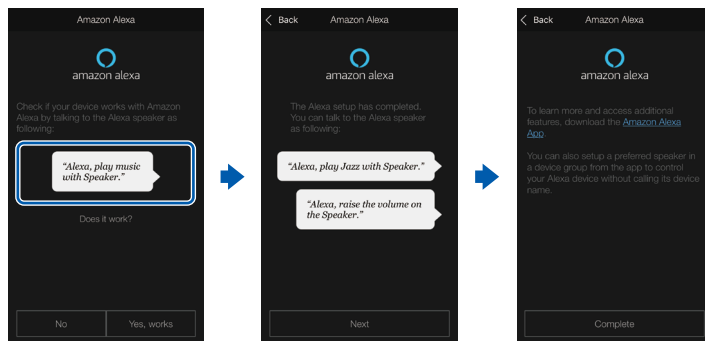 Amazon Alexa
amazon alexa
Check if your device works with Amazon
Alexa by talking to the Alexa speaker as
following:
“Alexa, play music
with Speaker.”
Does it work?
No
Yes, works
Back
Amazon Alexa
amazon alexa
The Alexa setup has completed.
You can talk to the Alexa speaker
as following:
“Alexa, play Jazz with Speaker.”
“Alexa, raise the volume on
the Speaker.”
Next
Back
Amazon Alexa
amazon alexa
To learn more and access additional
features, download the Amazon Alexa
App.
You can also setup a preferred speaker in
a device group from the app to control
your Alexa device without calling its device
name.
Complete